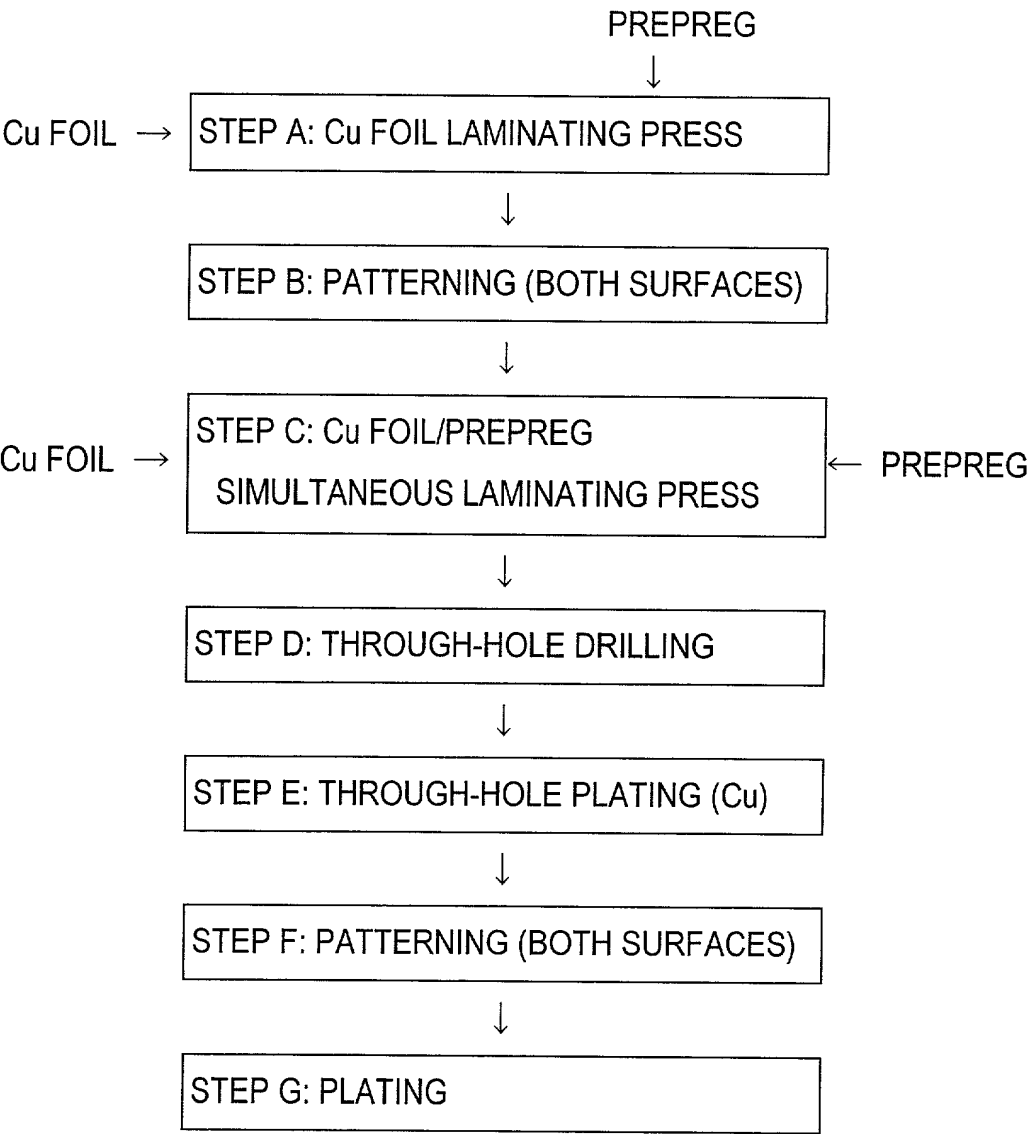 PREPREG
↓
Cu FOIL → STEP A: Cu FOIL LAMINATING PRESS
↓
STEP B: PATTERNING (BOTH SURFACES)
↓
STEP C: Cu FOIL/PREPREG
Cu FOIL → SIMULTANEOUS LAMINATING PRESS ← PREPREG
↓
STEP D: THROUGH-HOLE DRILLING
↓
STEP E: THROUGH-HOLE PLATING (Cu)
↓
STEP F: PATTERNING (BOTH SURFACES)
↓
STEP G: PLATING